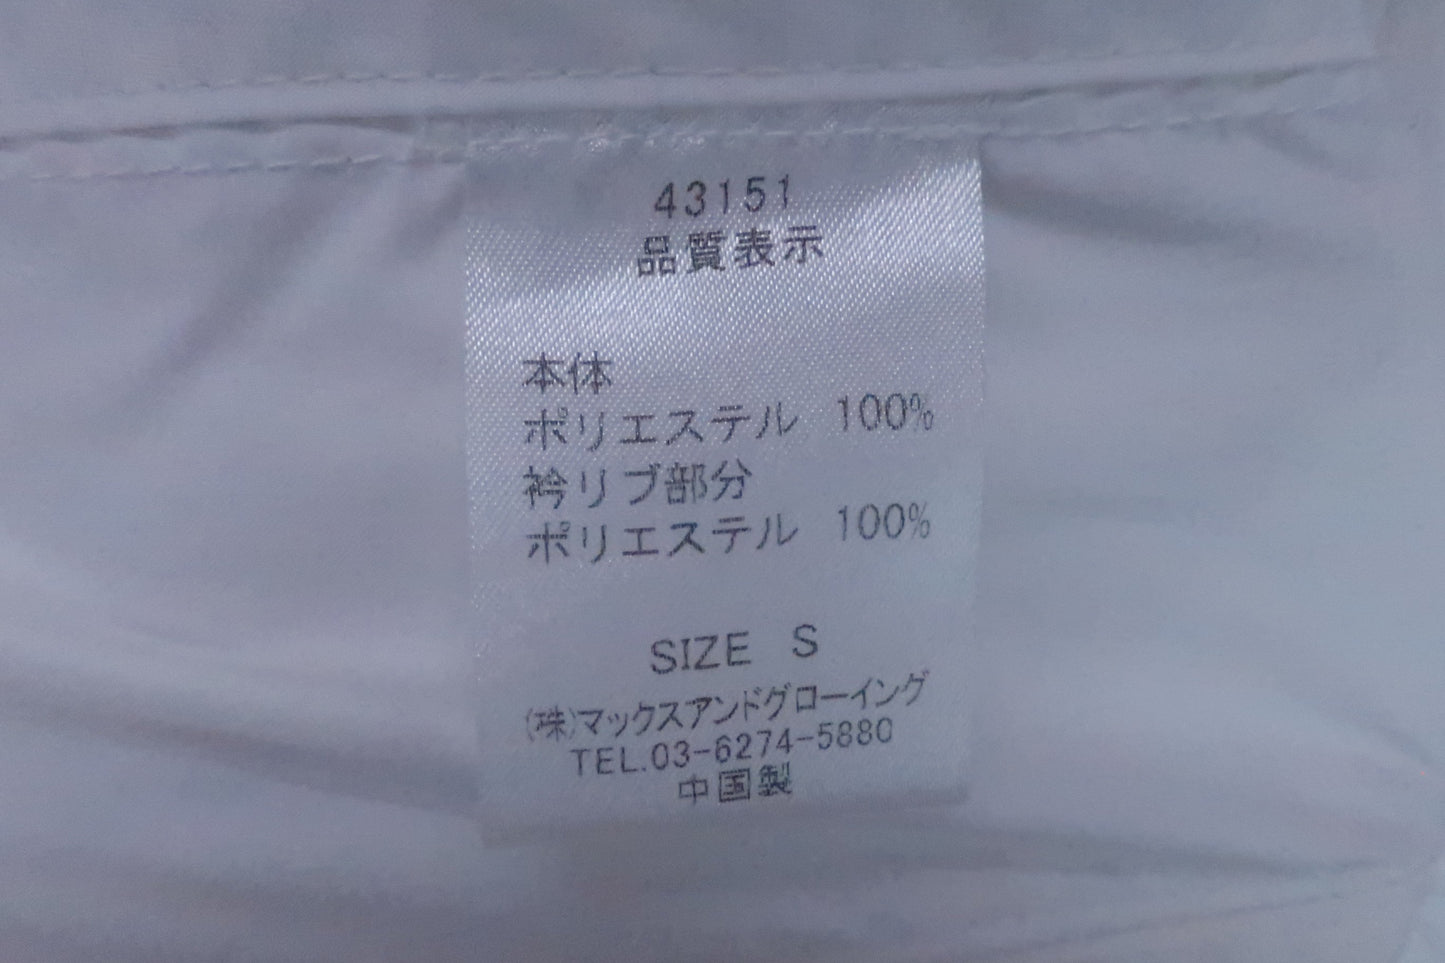 43151
品質表示
本体
ポリエステル 100%
衿リブ部分
ポリエステル 100%
SIZE S
(株)マックスアンドグローイング
TEL.03-6274-5880
中国製